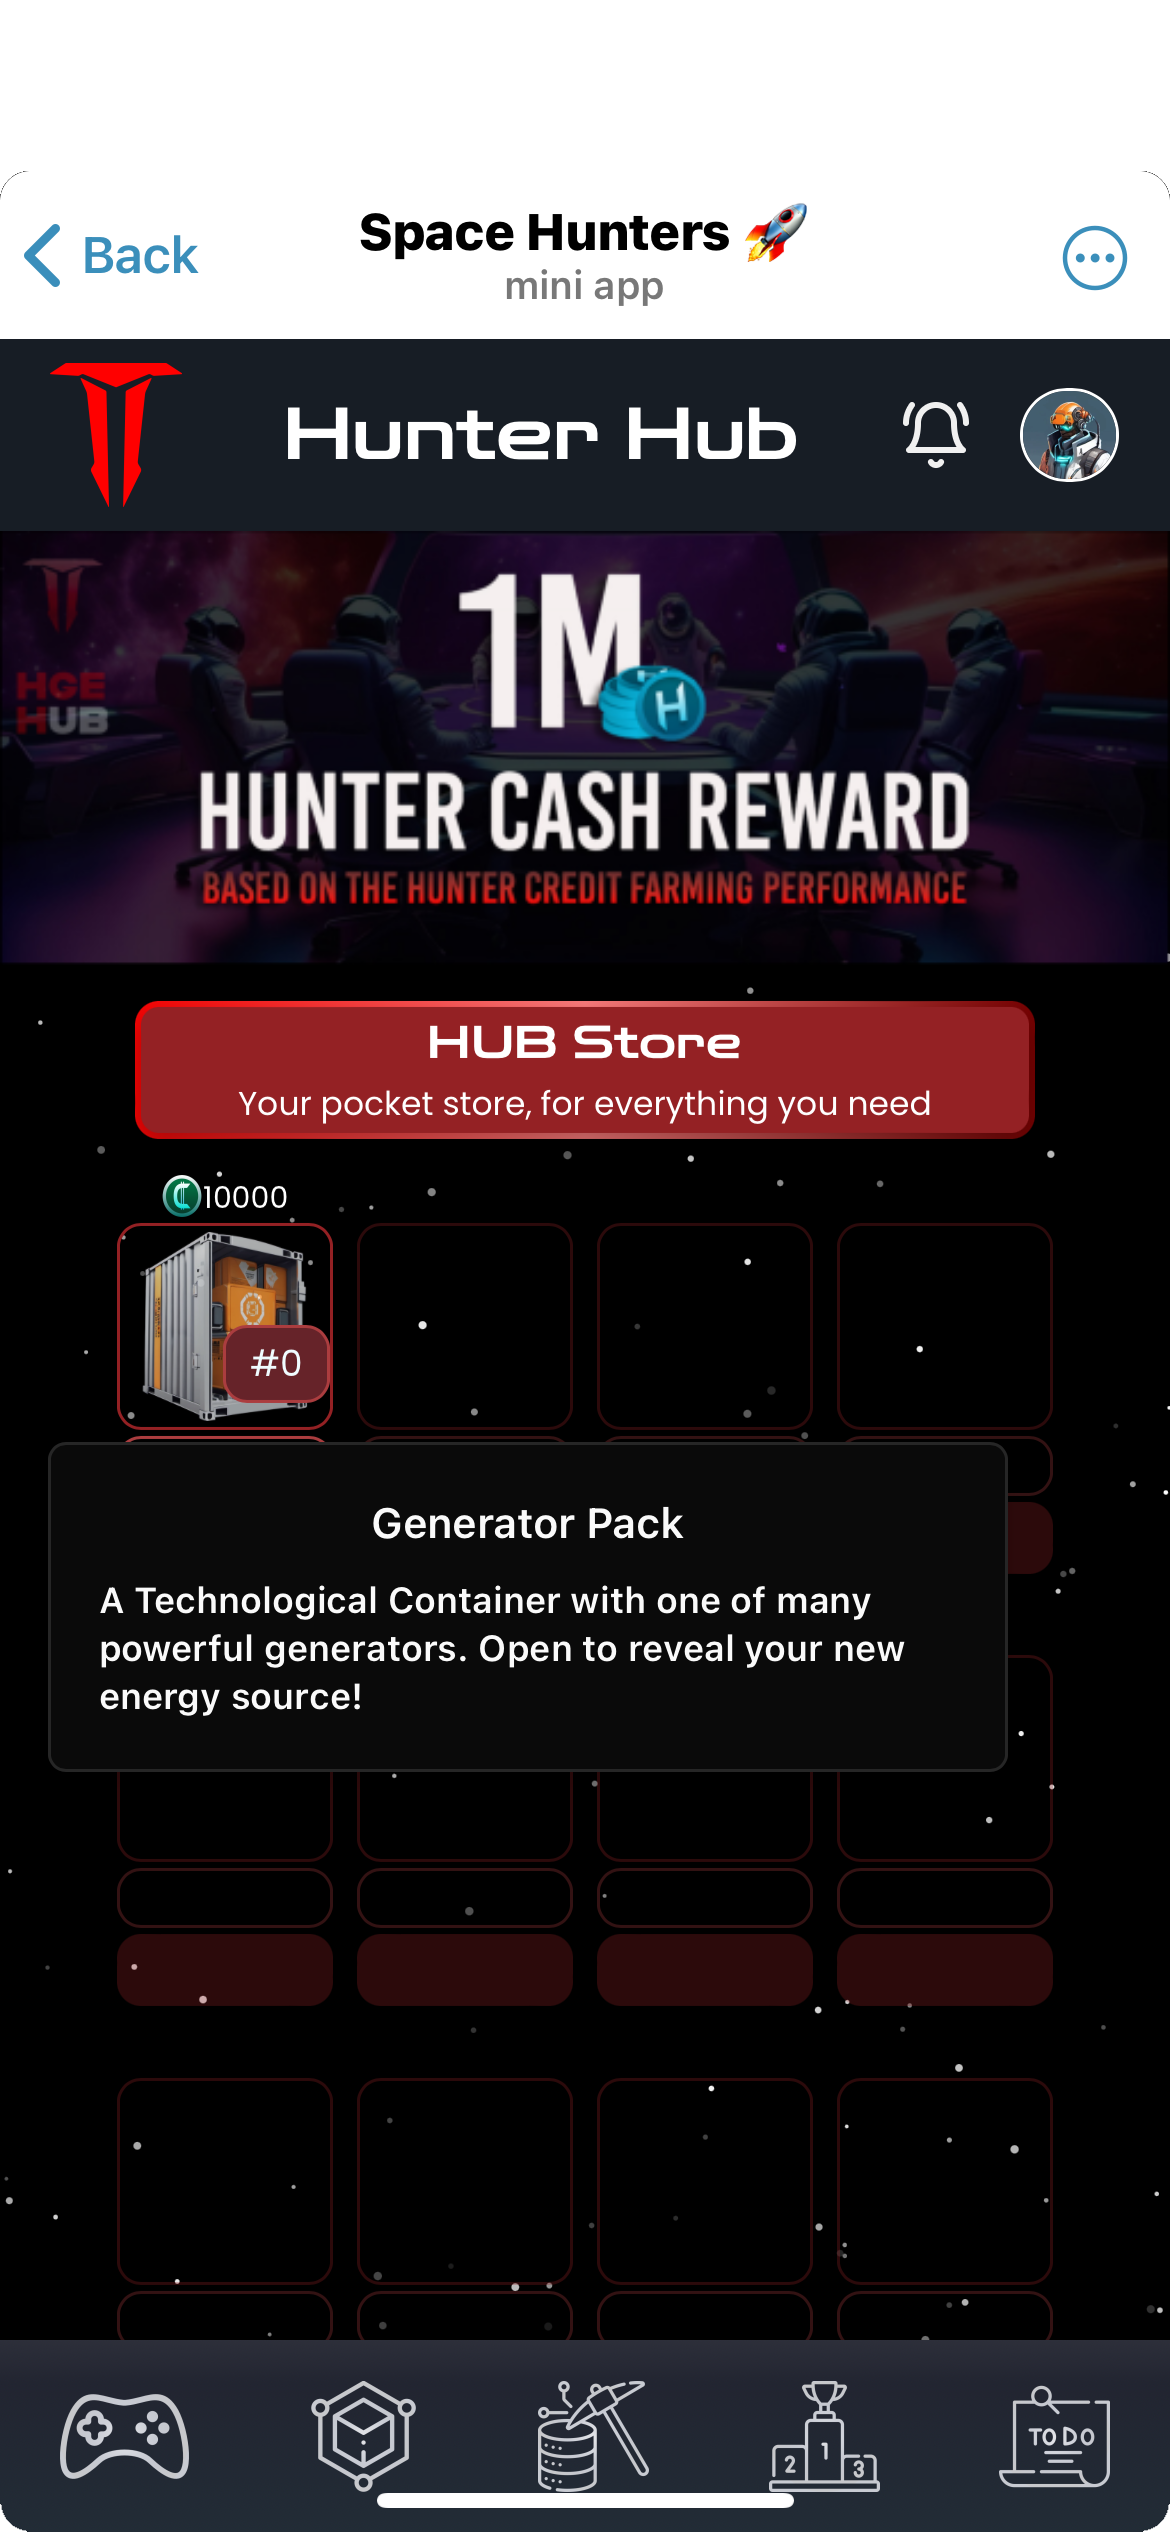 Back
Space Hunters 🚀
mini app
Hunter Hub
HGE
HUB
1M
H
HUNTER CASH REWARD
BASED ON THE HUNTER CREDIT FARMING PERFORMANCE
HUB Store
Your pocket store, for everything you need
10000
#0
Generator Pack
A Technological Container with one of many
powerful generators. Open to reveal your new
energy source!
2 1 3
TO DO